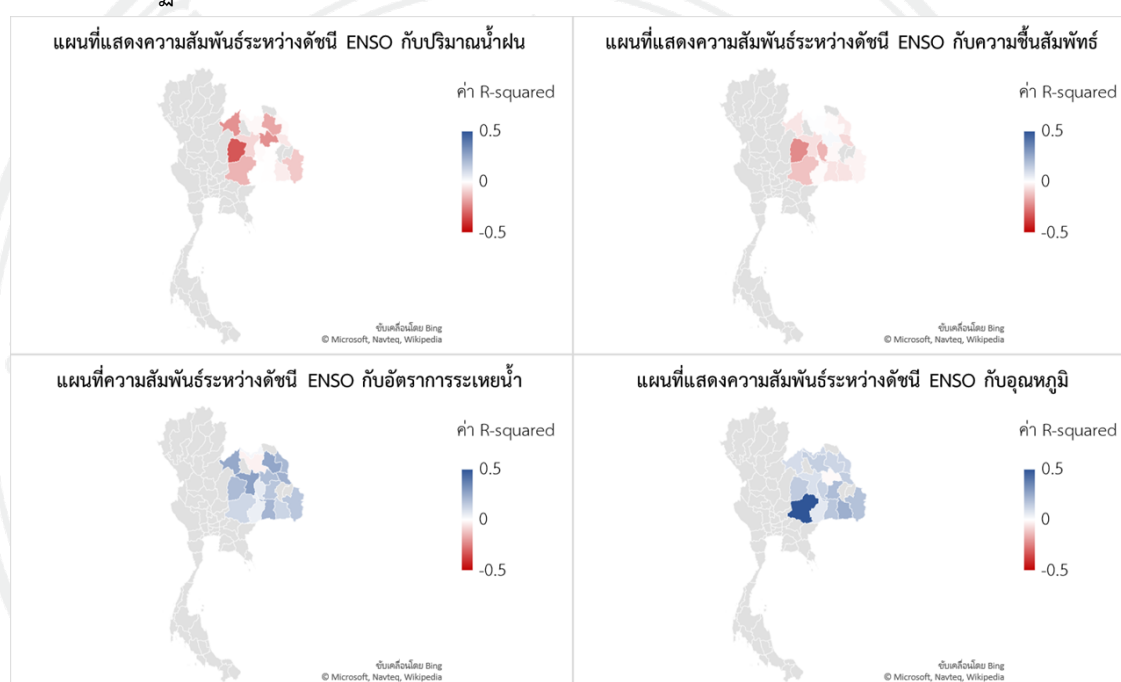 แผนที่แสดงความสัมพันธ์ระหว่างดัชนี ENSO กับปริมาณน้ำฝน
ค่า R-squared
0.5
0
-0.5
ขับเคลื่อนโดย Bing
© Microsoft, Navteq, Wikipedia
แผนที่แสดงความสัมพันธ์ระหว่างดัชนี ENSO กับความชื้นสัมพัทธ์
ค่า R-squared
0.5
0
-0.5
ขับเคลื่อนโดย Bing
© Microsoft, Navteq, Wikipedia
แผนที่ความสัมพันธ์ระหว่างดัชนี ENSO กับอัตราการระเหยน้ำ
ค่า R-squared
0.5
0
-0.5
ขับเคลื่อนโดย Bing
© Microsoft, Navteq, Wikipedia
แผนที่แสดงความสัมพันธ์ระหว่างดัชนี ENSO กับอุณหภูมิ
ค่า R-squared
0.5
0
-0.5
ขับเคลื่อนโดย Bing
© Microsoft, Navteq, Wikipedia